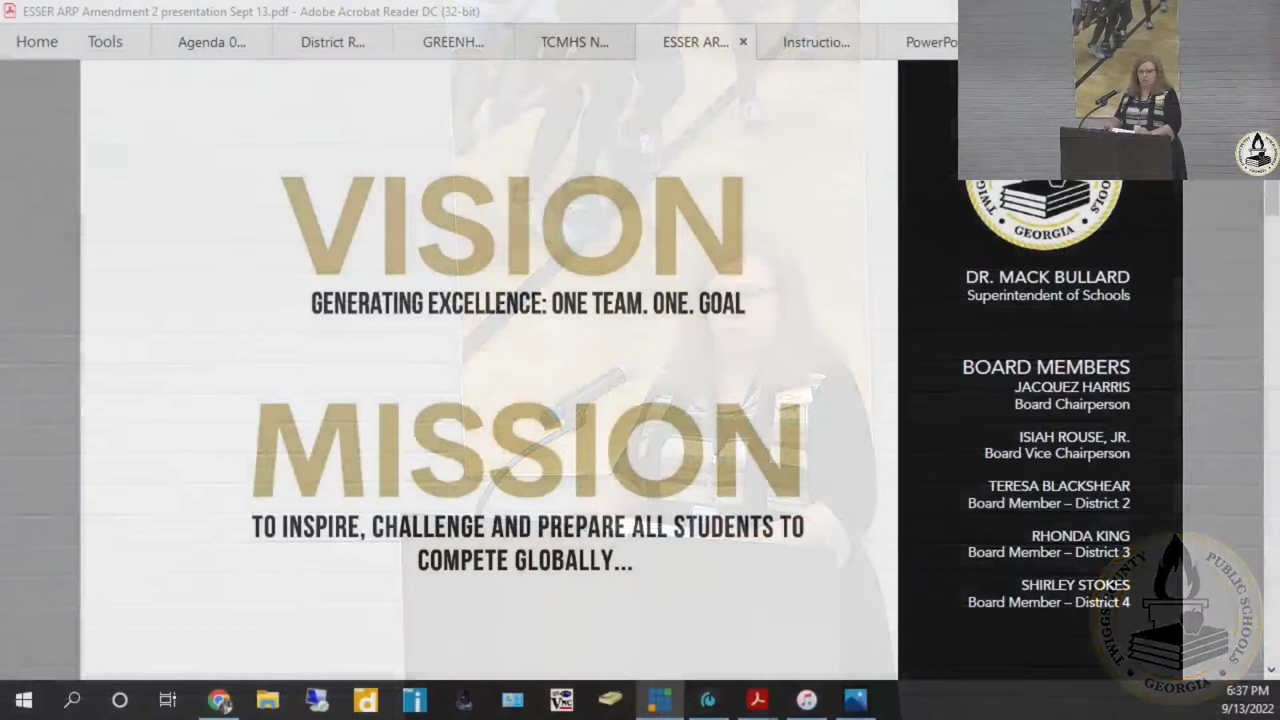 ESSER ARP Amendment 2 presentation Sept 13.pdf - Adobe Acrobat Reader DC (32-bit)
Home
Tools
Agenda 0...
District R...
GREENH...
TCMHS N...
ESSER AR...
Instructio...
PowerPo
VISION
GENERATING EXCELLENCE: ONE TEAM. ONE. GOAL
MISSION
TO INSPIRE, CHALLENGE AND PREPARE ALL STUDENTS TO
COMPETE GLOBALLY...
GEORGIA
DR. MACK BULLARD
Superintendent of Schools
BOARD MEMBERS
JACQUEZ HARRIS
Board Chairperson
ISIAH ROUSE, JR.
Board Vice Chairperson
TERESA BLACKSHEAR
Board Member – District 2
RHONDA KING
Board Member – District 3
SHIRLEY STOKES
Board Member – District 4
TWIGGS COUNTY PUBLIC SCHOOLS
GEORGIA
6:37 PM
9/13/2022